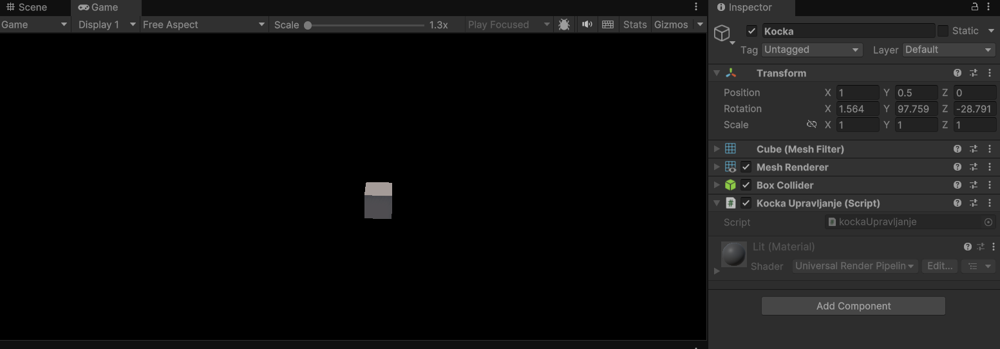 Scene Game
Game Display 1 Free Aspect Scale 1.3x Play Focused Stats Gizmos
Inspector
Kocka Static
Tag Untagged Layer Default
Transform
Position X 1 Y 0.5 Z 0
Rotation X 1.564 Y 97.759 Z -28.791
Scale X 1 Y 1 Z 1
Cube (Mesh Filter)
Mesh Renderer
Box Collider
# Kocka Upravljanje (Script)
Script # kockaUpravljanje
Lit (Material)
Shader Universal Render Pipelin Edit...
Add Component